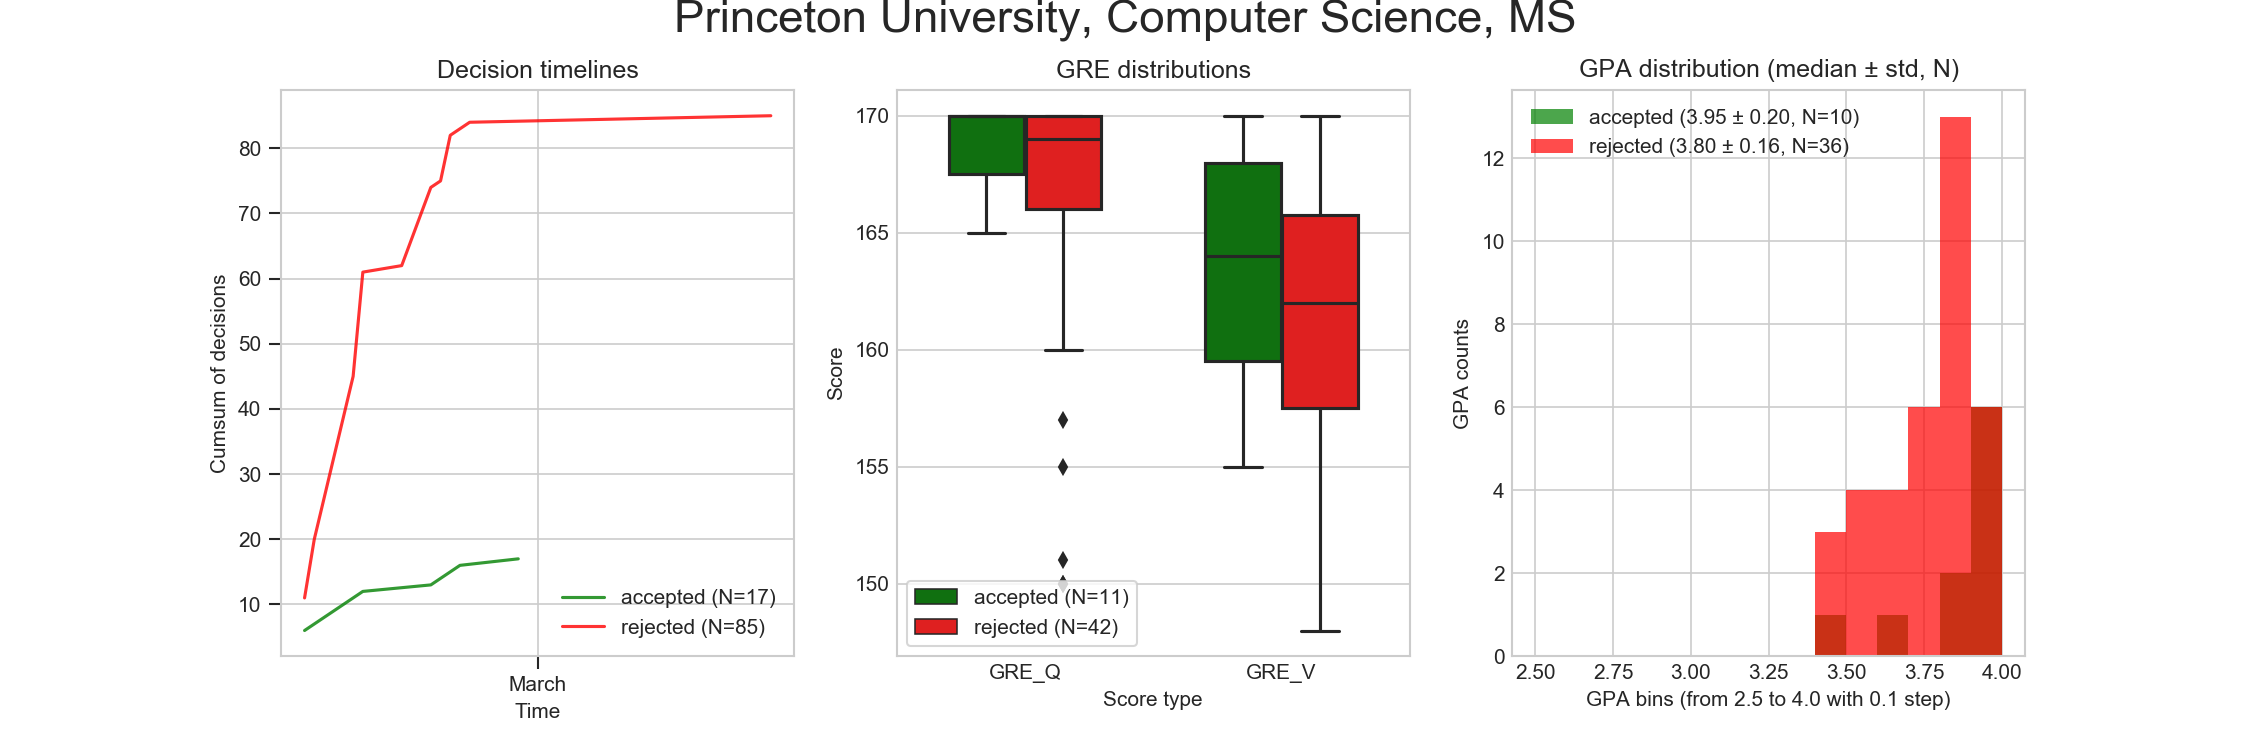 Princeton University, Computer Science, MS
Decision timelines
Cumsum of decisions
80
70
60
50
40
30
20
10
accepted (N=17)
rejected (N=85)
March
Time
GRE distributions
Score
170
165
160
155
150
accepted (N=11)
rejected (N=42)
GRE_Q
GRE_V
Score type
GPA distribution (median ± std, N)
accepted (3.95 ± 0.20, N=10)
rejected (3.80 ± 0.16, N=36)
GPA counts
12
10
8
6
4
2
0
2.50 2.75 3.00 3.25 3.50 3.75 4.00
GPA bins (from 2.5 to 4.0 with 0.1 step)